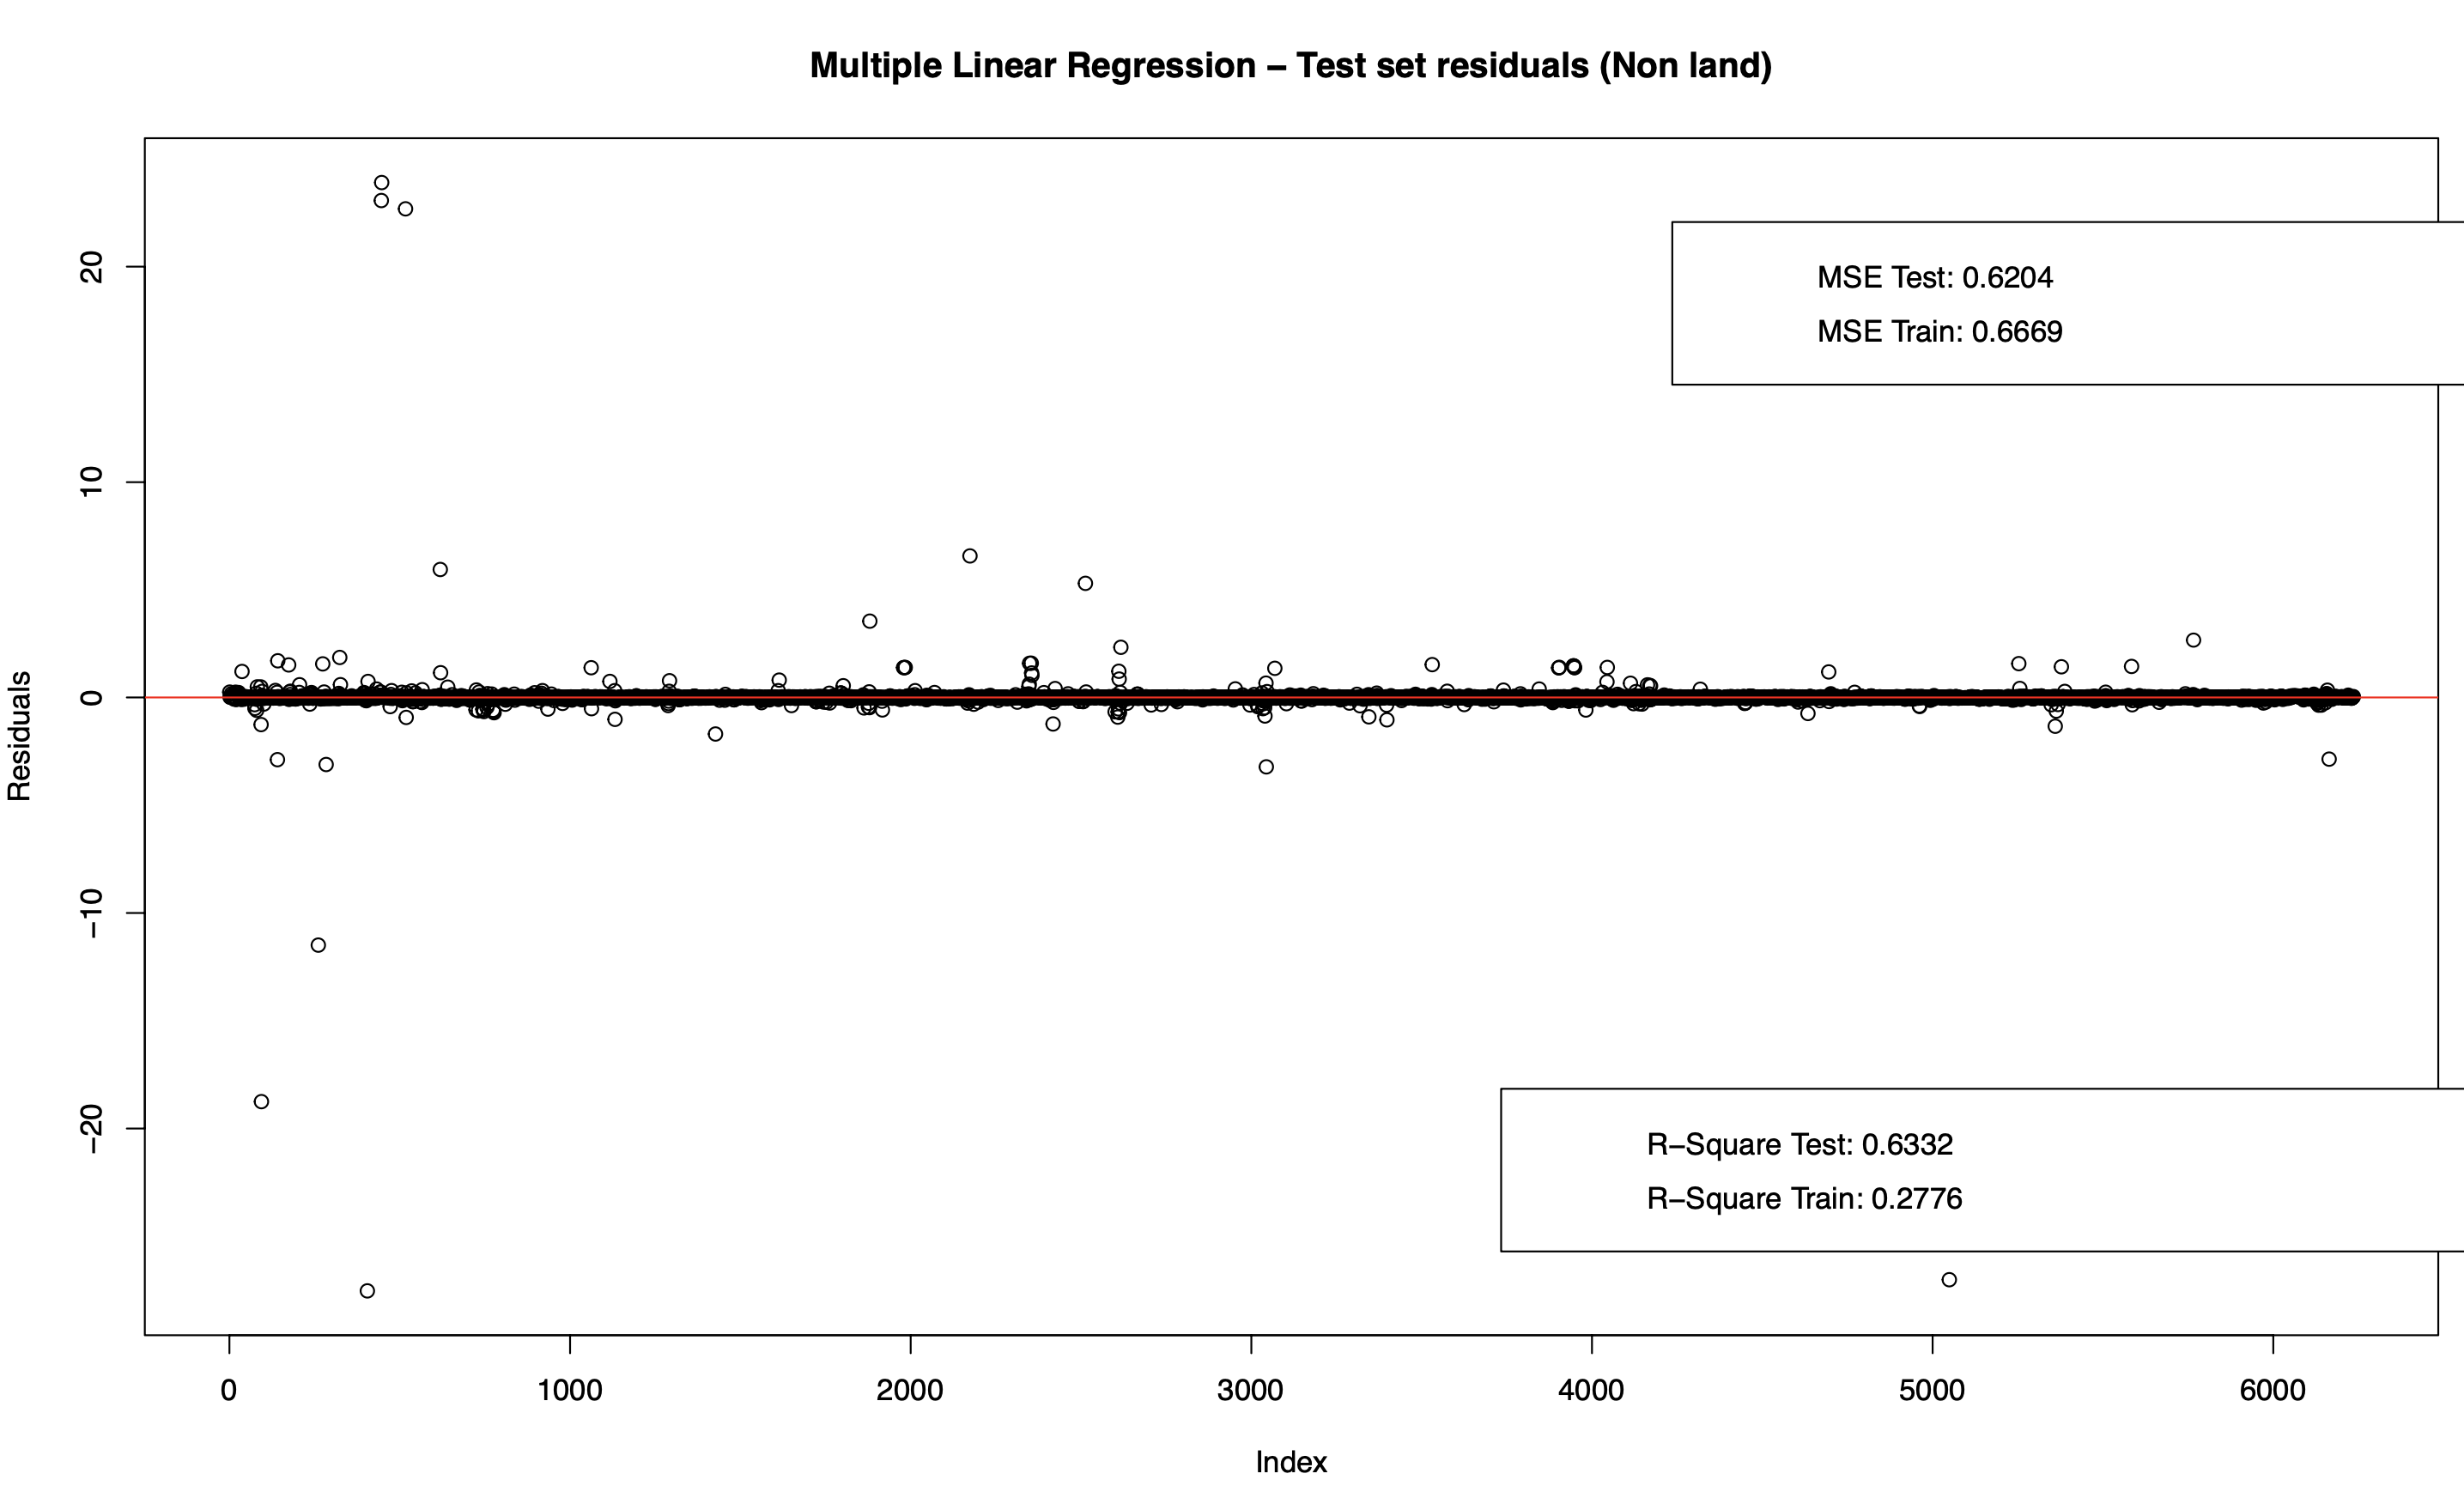 Multiple Linear Regression – Test set residuals (Non land)
20
10
0
−10
−20
Residuals
MSE Test: 0.6204
MSE Train: 0.6669
R−Square Test: 0.6332
R−Square Train: 0.2776
0 1000 2000 3000 4000 5000 6000
Index